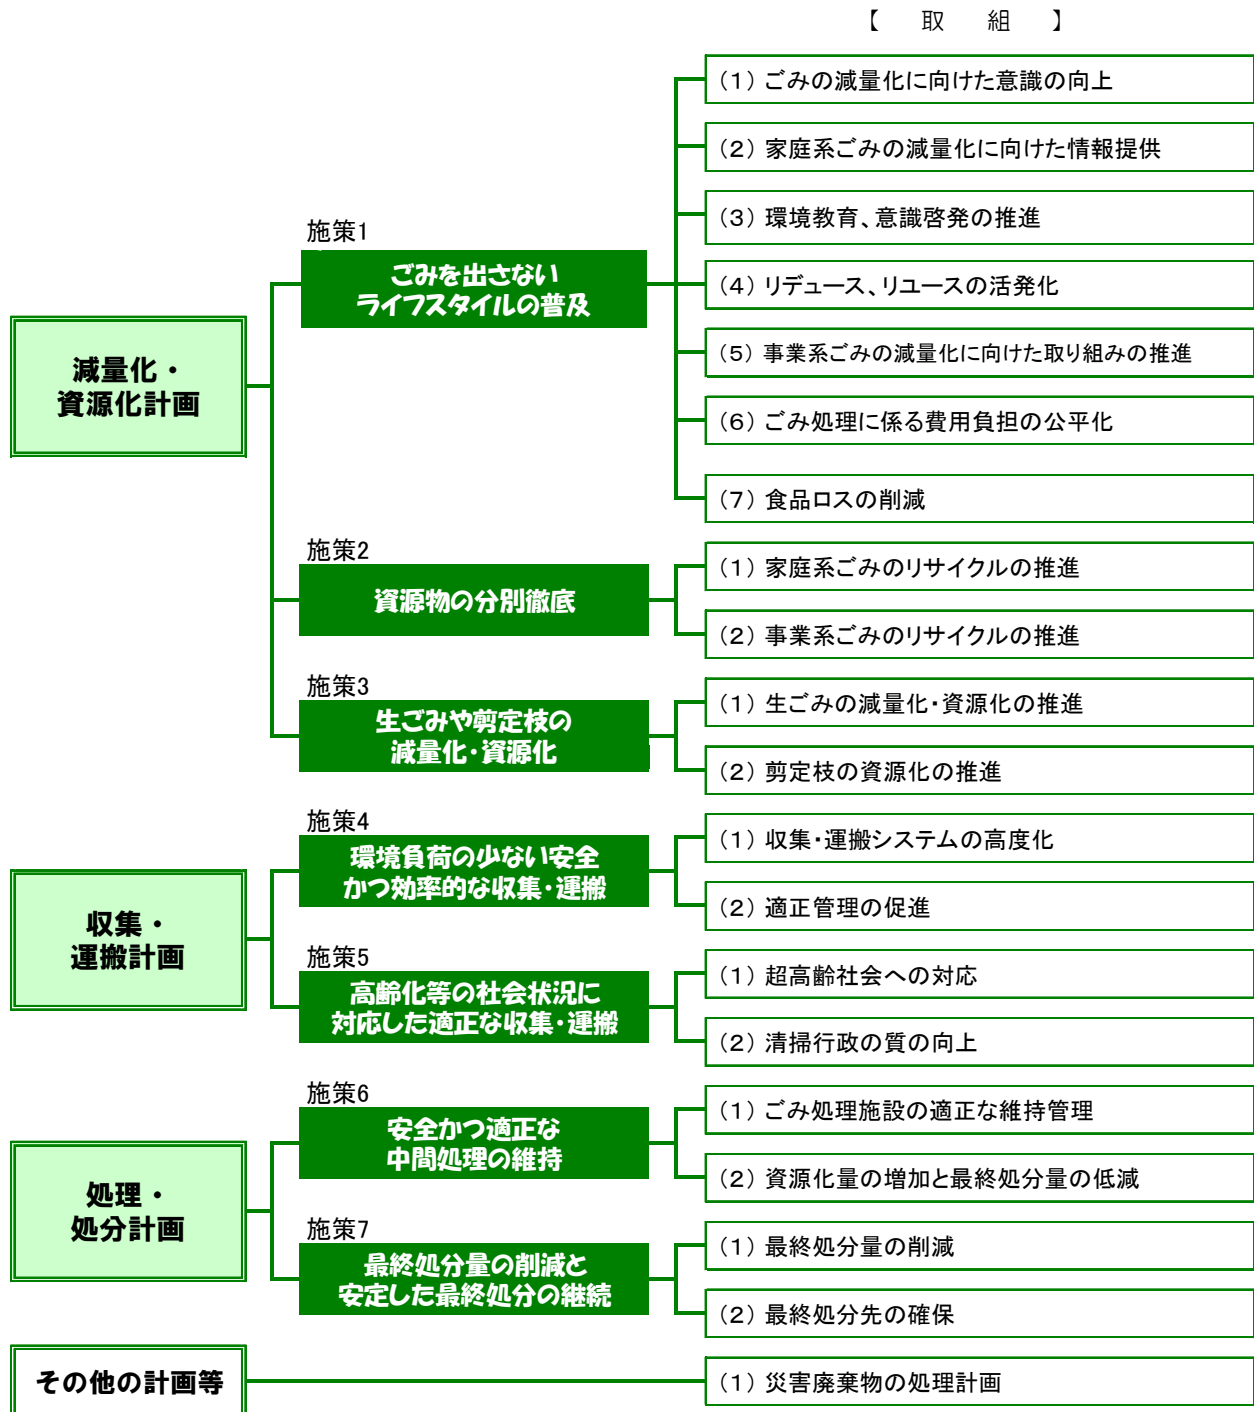 【　取　組　】
(1) ごみの減量化に向けた意識の向上
(2) 家庭系ごみの減量化に向けた情報提供
(3) 環境教育、意識啓発の推進
施策1
ごみを出さない
ライフスタイルの普及
(4) リデュース、リユースの活発化
減量化・
資源化計画
(5) 事業系ごみの減量化に向けた取り組みの推進
(6) ごみ処理に係る費用負担の公平化
(7) 食品ロスの削減
施策2
資源物の分別徹底
(1) 家庭系ごみのリサイクルの推進
(2) 事業系ごみのリサイクルの推進
施策3
生ごみや剪定枝の
減量化・資源化
(1) 生ごみの減量化・資源化の推進
(2) 剪定枝の資源化の推進
収集・
運搬計画
施策4
環境負荷の少ない安全
かつ効率的な収集・運搬
(1) 収集・運搬システムの高度化
(2) 適正管理の促進
施策5
高齢化等の社会状況に
対応した適正な収集・運搬
(1) 超高齢社会への対応
(2) 清掃行政の質の向上
処理・
処分計画
施策6
安全かつ適正な
中間処理の維持
(1) ごみ処理施設の適正な維持管理
(2) 資源化量の増加と最終処分量の低減
施策7
最終処分量の削減と
安定した最終処分の継続
(1) 最終処分量の削減
(2) 最終処分先の確保
その他の計画等
(1) 災害廃棄物の処理計画